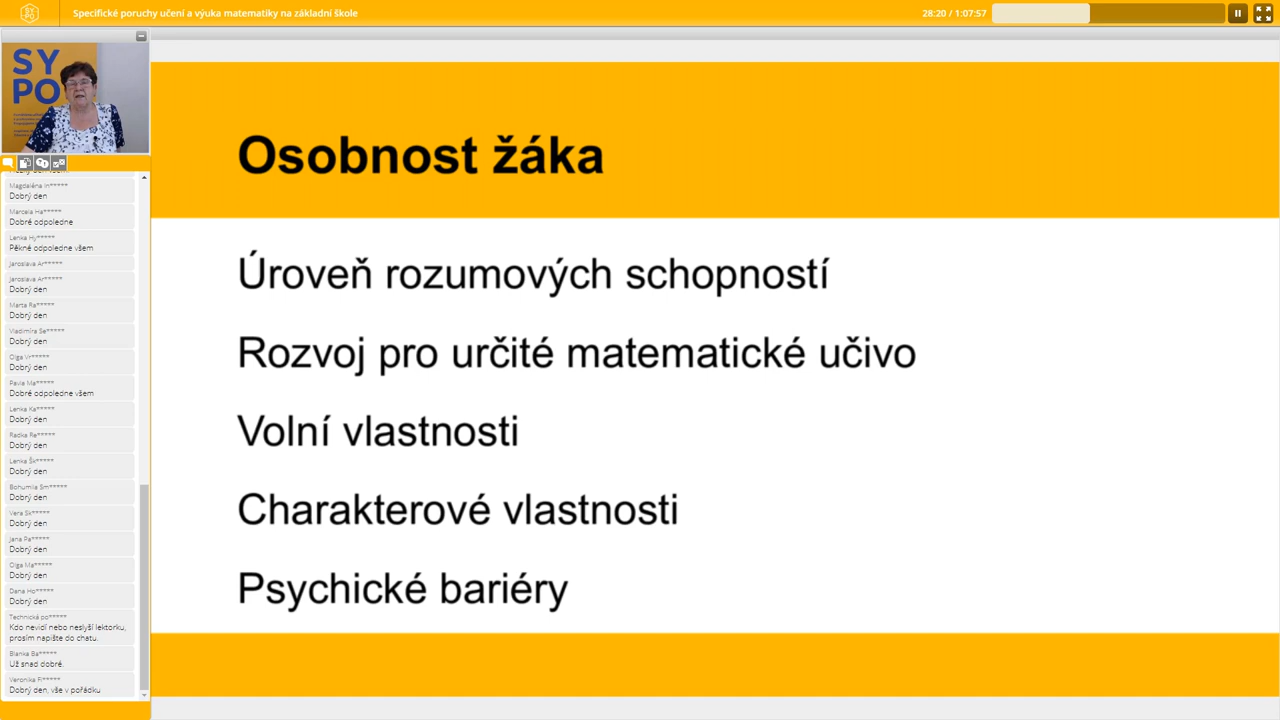 Specifické poruchy učení a výuka matematiky na základní škole
28:20 / 1:07:57
SY
PO
Osobnost žáka
Úroveň rozumových schopností
Rozvoj pro určité matematické učivo
Volní vlastnosti
Charakterové vlastnosti
Psychické bariéry
Magdaléna In*****
Dobrý den
Marcela Ha*****
Dobré odpoledne
Lenka Hy*****
Pěkné odpoledne všem
Jaroslava Ar*****
Jaroslava Ar*****
Dobrý den
Marta Ra*****
Dobrý den
Vladimíra Se*****
Dobrý den
Olga Vr*****
Dobrý den
Pavla Ma*****
Dobré odpoledne všem
Lenka Ka*****
Dobrý den
Radka Re*****
Dobrý den
Lenka Šk*****
Dobrý den
Bohumila Sm*****
Dobrý den
Věra Sk*****
Dobrý den
Jana Pa*****
Dobrý den
Olga Ma*****
Dobrý den
Dana Ho*****
Dobrý den
Technická po*****
Kdo nevidí nebo neslyší lektorku,
prosím napište do chatu.
Blanka Ba*****
Už snad dobré.
Veronika Fi*****
Dobrý den, vše v pořádku